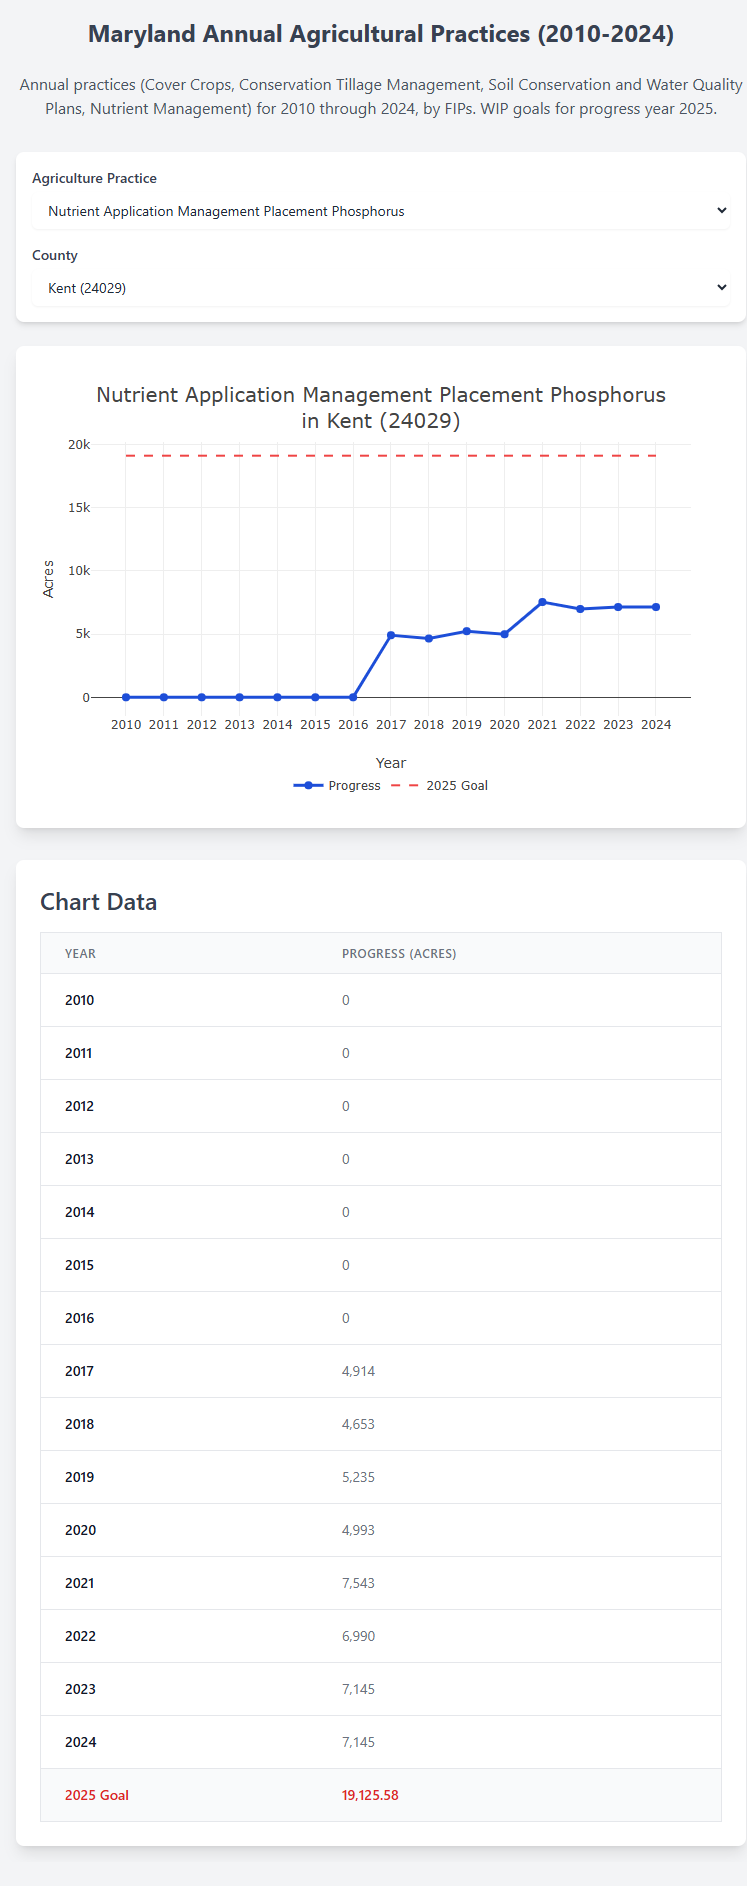 Maryland Annual Agricultural Practices (2010-2024)
Annual practices (Cover Crops, Conservation Tillage Management, Soil Conservation and Water Quality
Plans, Nutrient Management) for 2010 through 2024, by FIPs. WIP goals for progress year 2025.
Agriculture Practice
Nutrient Application Management Placement Phosphorus
County
Kent (24029)
Nutrient Application Management Placement Phosphorus
in Kent (24029)
20k
15k
10k
5k
0
Acres
2010 2011 2012 2013 2014 2015 2016 2017 2018 2019 2020 2021 2022 2023 2024
Year
Progress 2025 Goal
Chart Data
YEAR PROGRESS (ACRES)
2010 0
2011 0
2012 0
2013 0
2014 0
2015 0
2016 0
2017 4,914
2018 4,653
2019 5,235
2020 4,993
2021 7,543
2022 6,990
2023 7,145
2024 7,145
2025 Goal 19,125.58